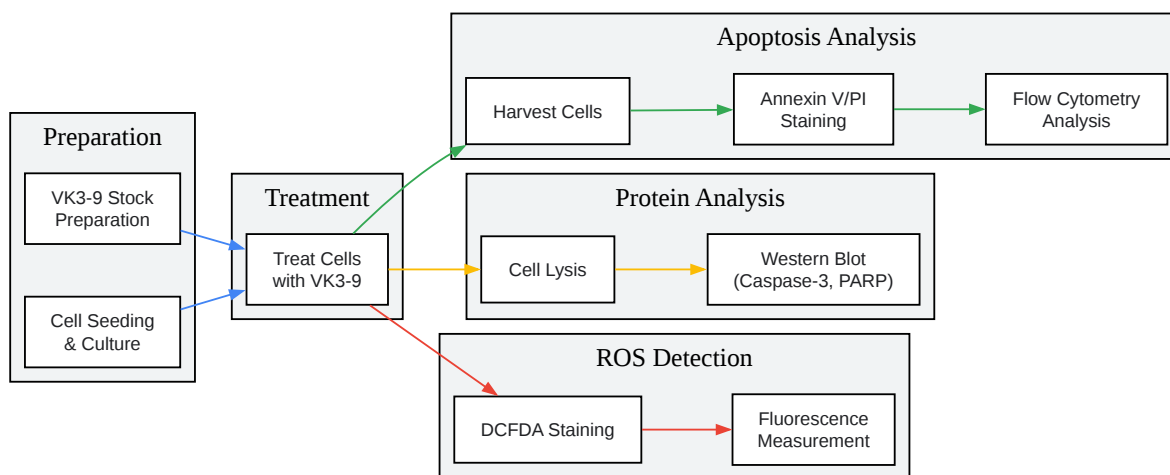 Preparation
VK3-9 Stock
Preparation
Cell Seeding
& Culture
Treatment
Treat Cells
with VK3-9
Apoptosis Analysis
Harvest Cells
Annexin V/PI
Staining
Flow Cytometry
Analysis
Protein Analysis
Cell Lysis
Western Blot
(Caspase-3, PARP)
ROS Detection
DCFDA Staining
Fluorescence
Measurement